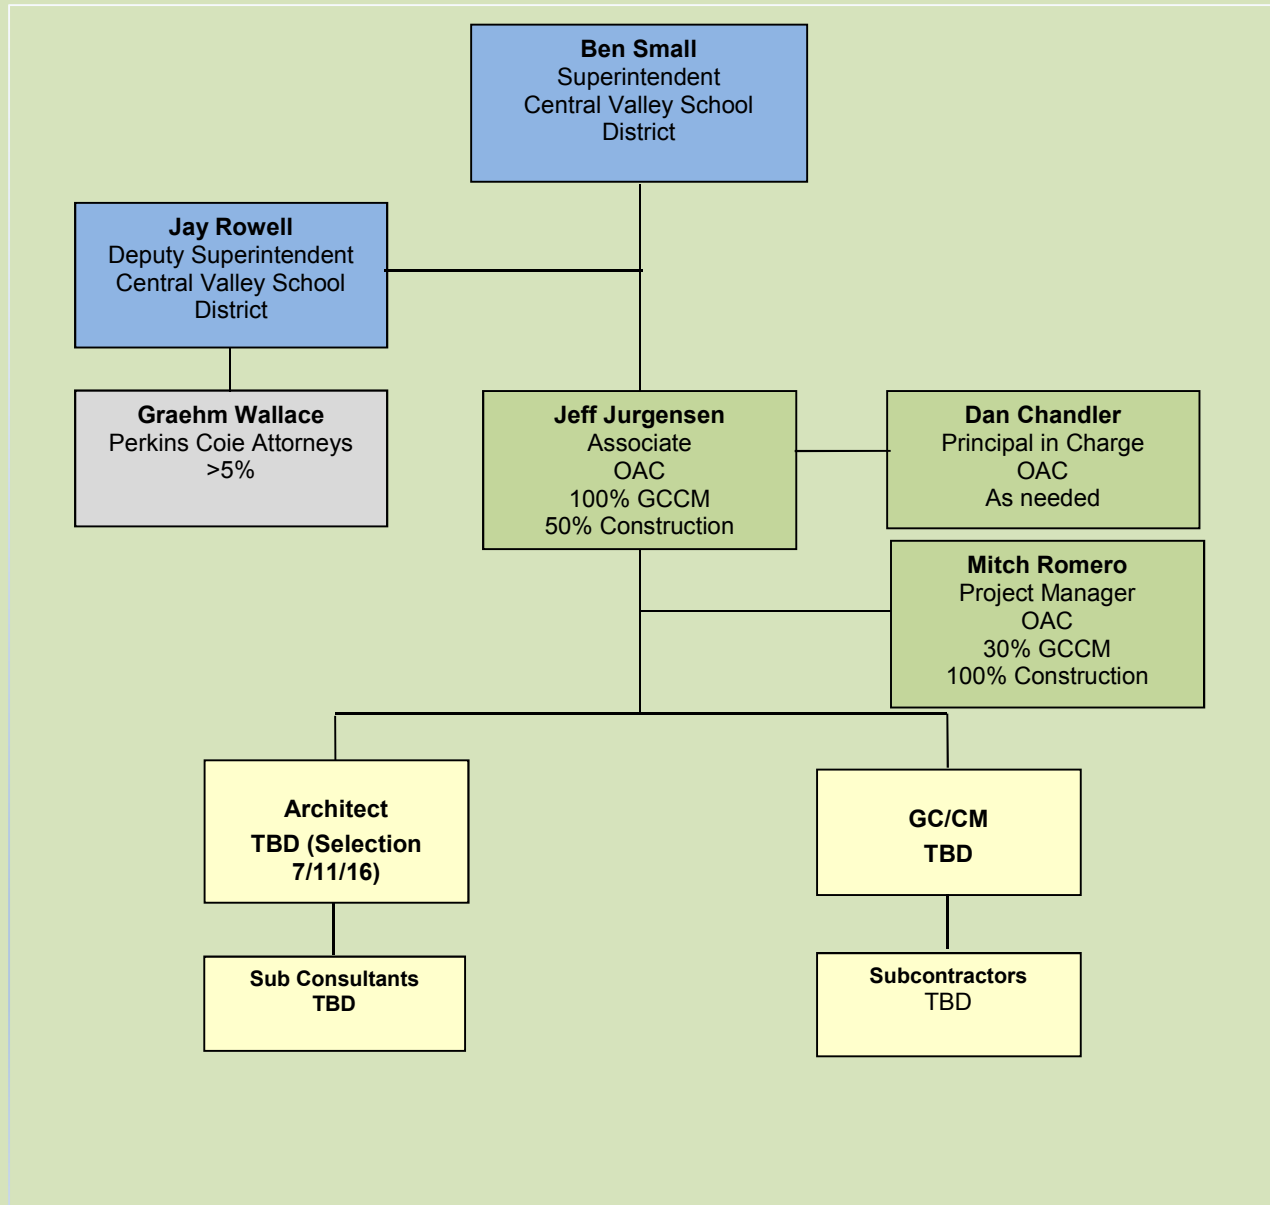 Ben Small
Superintendent
Central Valley School
District
Jay Rowell
Deputy Superintendent
Central Valley School
District
Graehm Wallace
Perkins Coie Attorneys
>5%
Jeff Jurgensen
Associate
OAC
100% GCCM
50% Construction
Dan Chandler
Principal in Charge
OAC
As needed
Mitch Romero
Project Manager
OAC
30% GCCM
100% Construction
Architect
TBD (Selection
7/11/16)
GC/CM
TBD
Sub Consultants
TBD
Subcontractors
TBD